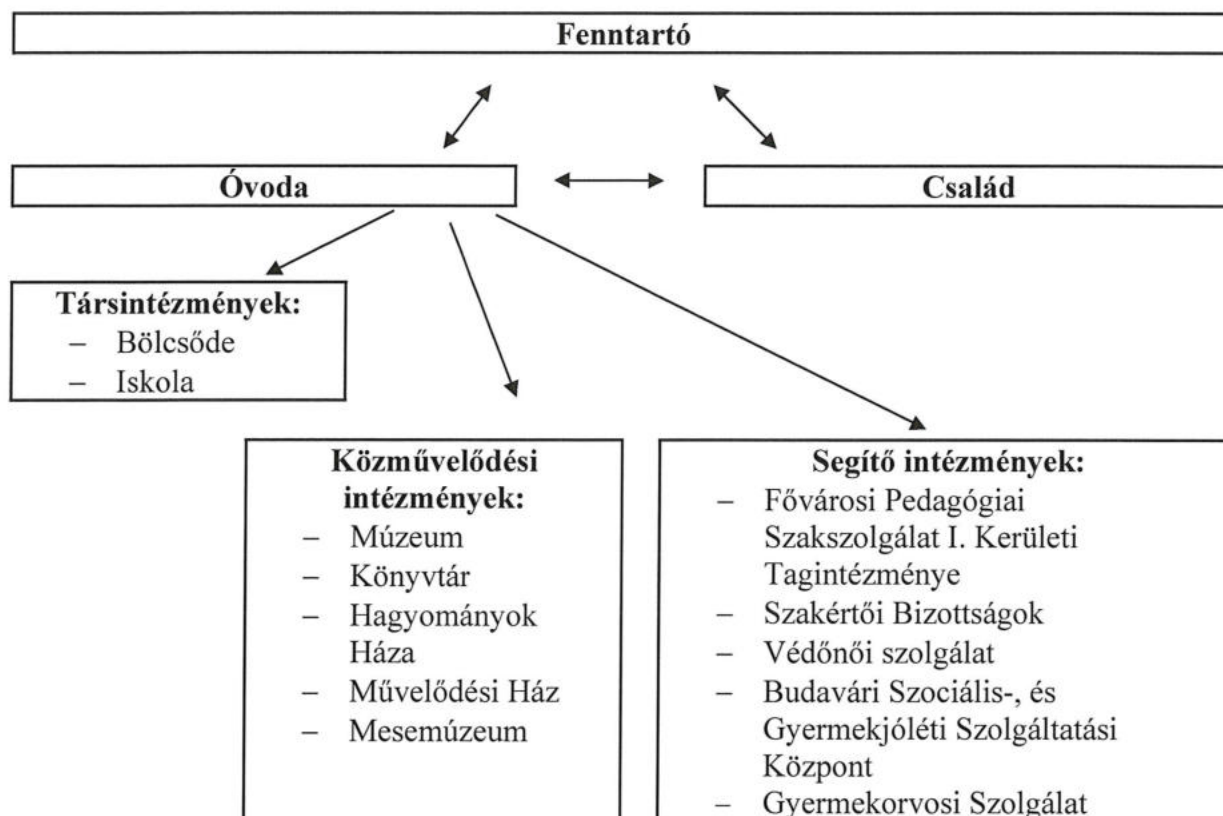 Fenntartó
Óvoda
Család
Társintézmények:
– Bölcsőde
– Iskola
Közművelődési
intézmények:
– Múzeum
– Könyvtár
– Hagyományok
Háza
– Művelődési Ház
– Mesemúzeum
Segítő intézmények:
– Fővárosi Pedagógiai
Szakszolgálat I. Kerületi
Tagintézménye
– Szakértői Bizottságok
– Védőnői szolgálat
– Budavári Szociális-, és
Gyermekjóléti Szolgáltatási
Központ
– Gyermekorvosi Szolgálat